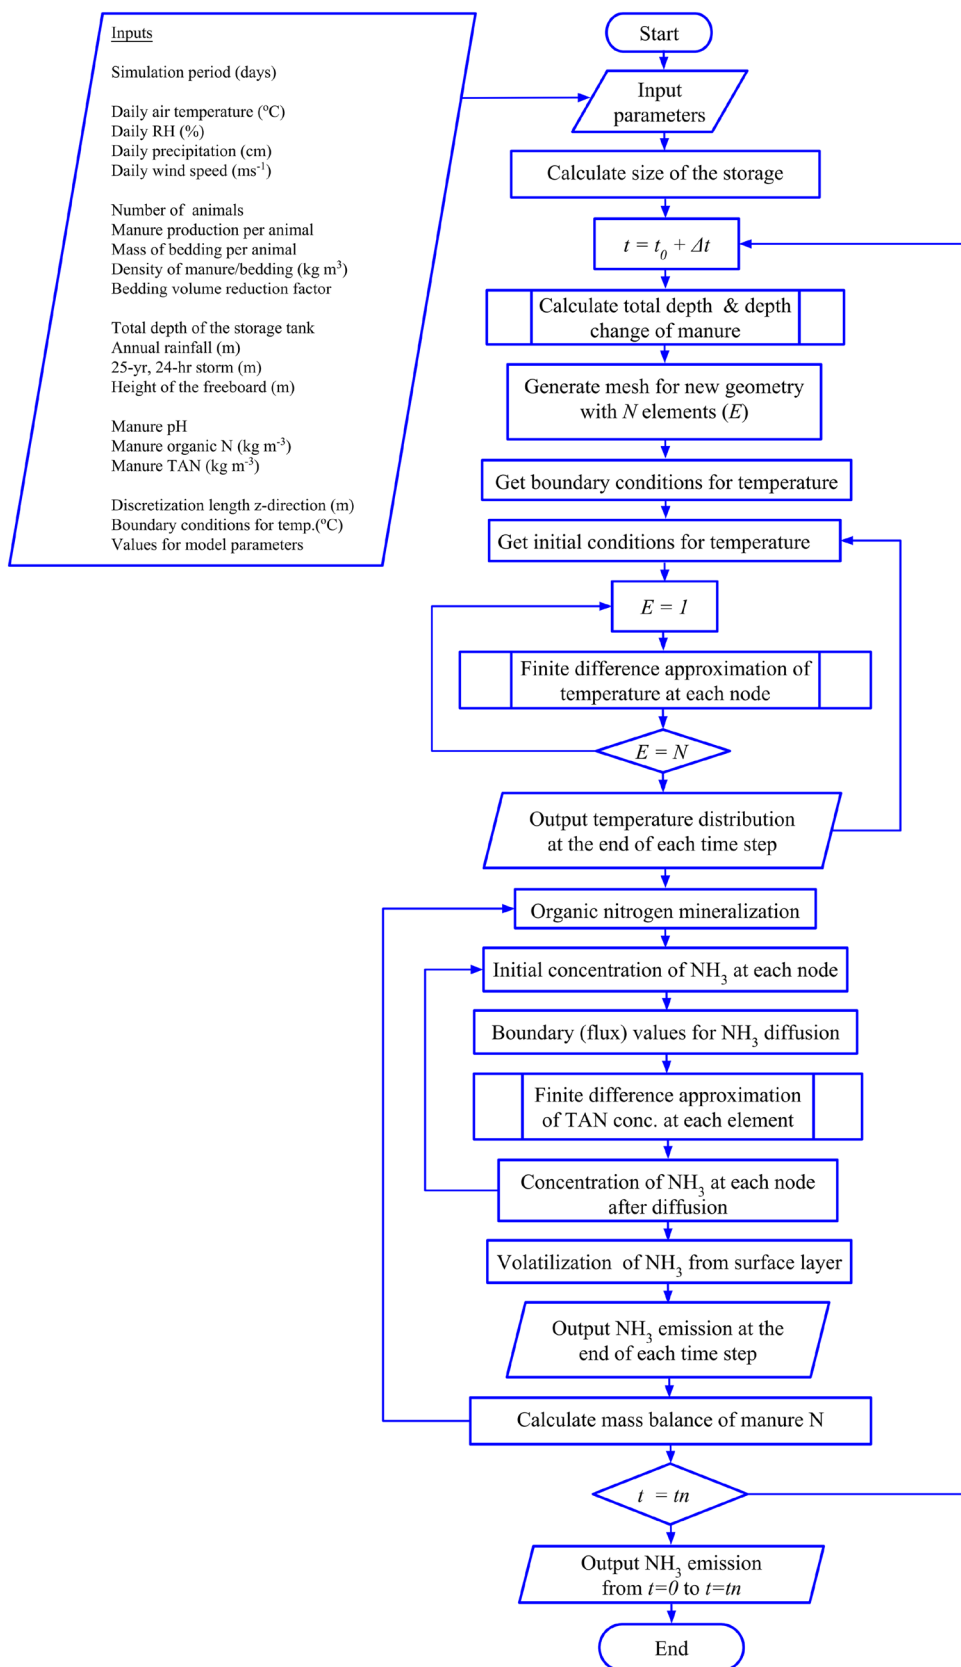 Inputs
Simulation period (days)
Daily air temperature (ºC)
Daily RH (%)
Daily precipitation (cm)
Daily wind speed (ms⁻¹)
Number of animals
Manure production per animal
Mass of bedding per animal
Density of manure/bedding (kg m³)
Bedding volume reduction factor
Total depth of the storage tank
Annual rainfall (m)
25-yr, 24-hr storm (m)
Height of the freeboard (m)
Manure pH
Manure organic N (kg m⁻³)
Manure TAN (kg m⁻³)
Discretization length z-direction (m)
Boundary conditions for temp.(ºC)
Values for model parameters
Start
Input
parameters
Calculate size of the storage
t = t₀ + Δt
Calculate total depth & depth
change of manure
Generate mesh for new geometry
with N elements (E)
Get boundary conditions for temperature
Get initial conditions for temperature
E = 1
Finite difference approximation of
temperature at each node
E = N
Output temperature distribution
at the end of each time step
Organic nitrogen mineralization
Initial concentration of NH₃ at each node
Boundary (flux) values for NH₃ diffusion
Finite difference approximation
of TAN conc. at each element
Concentration of NH₃ at each node
after diffusion
Volatilization of NH₃ from surface layer
Output NH₃ emission at the
end of each time step
Calculate mass balance of manure N
t = tn
Output NH₃ emission
from t=0 to t=tn
End